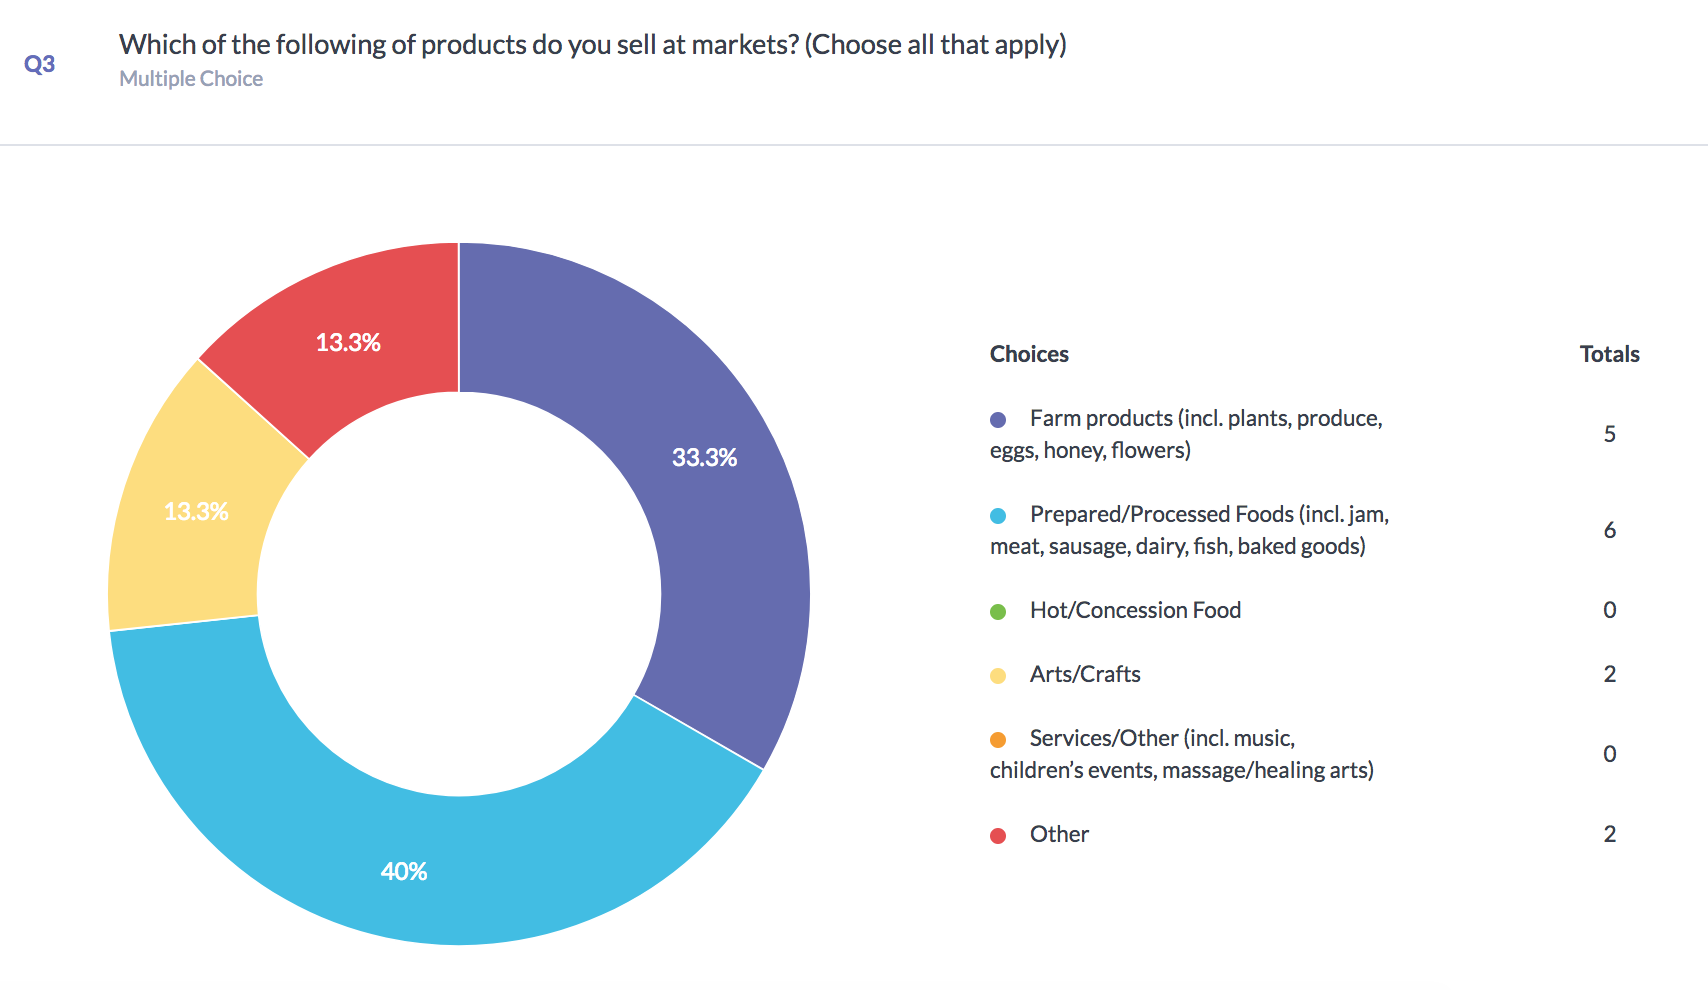 Q3
Which of the following of products do you sell at markets? (Choose all that apply)
Multiple Choice
13.3%
33.3%
13.3%
40%
Choices Totals
Farm products (incl. plants, produce,
eggs, honey, flowers)
5
Prepared/Processed Foods (incl. jam,
meat, sausage, dairy, fish, baked goods)
6
Hot/Concession Food 0
Arts/Crafts 2
Services/Other (incl. music,
children’s events, massage/healing arts)
0
Other 2